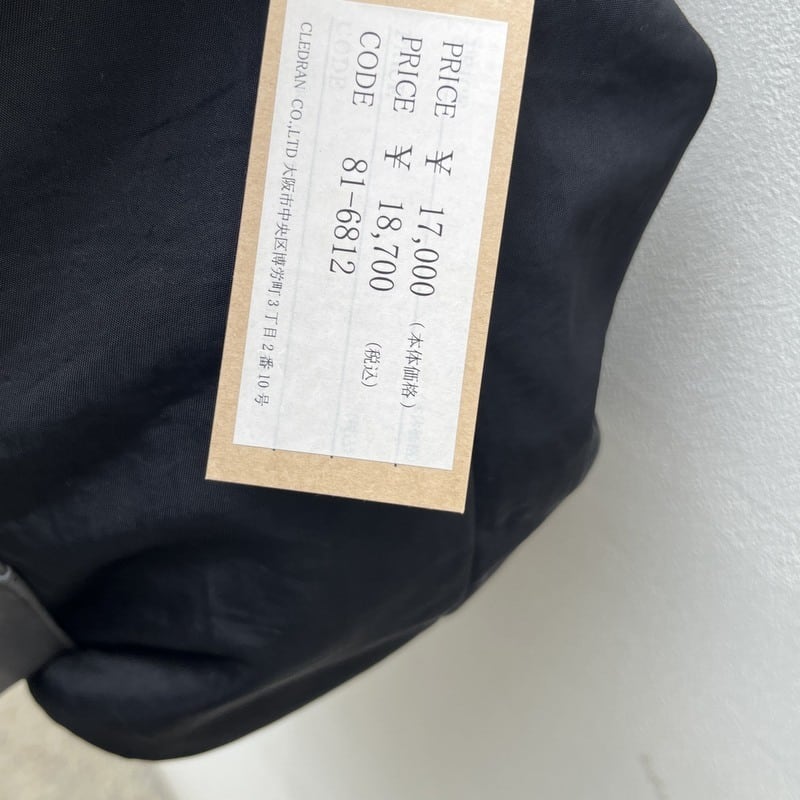 PRICE ¥ 17,000 (本体価格)
PRICE ¥ 18,700 (税込)
CODE 81-6812
CLEDRAN CO.,LTD 大阪市中央区博労町3丁目2番10号